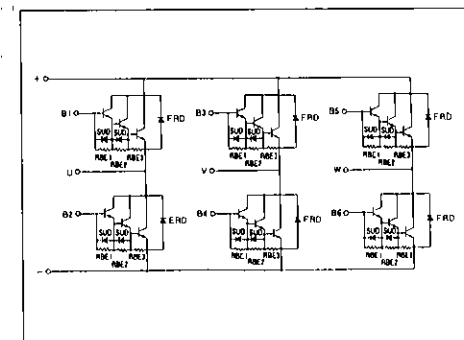 +
B1 SUD SUD FRD B3 SUD SUD FRD B5 SUD SUD FRD
RBE1 RBE2 RBE3 RBE1 RBE2 RBE3 RBE1 RBE2 RBE3
U V W
B2 SUD SUD FRD B4 SUD SUD FRD B6 SUD SUD FRD
RBE1 RBE2 RBE3 RBE1 RBE2 RBE3 RBE1 RBE2 RBE3
-